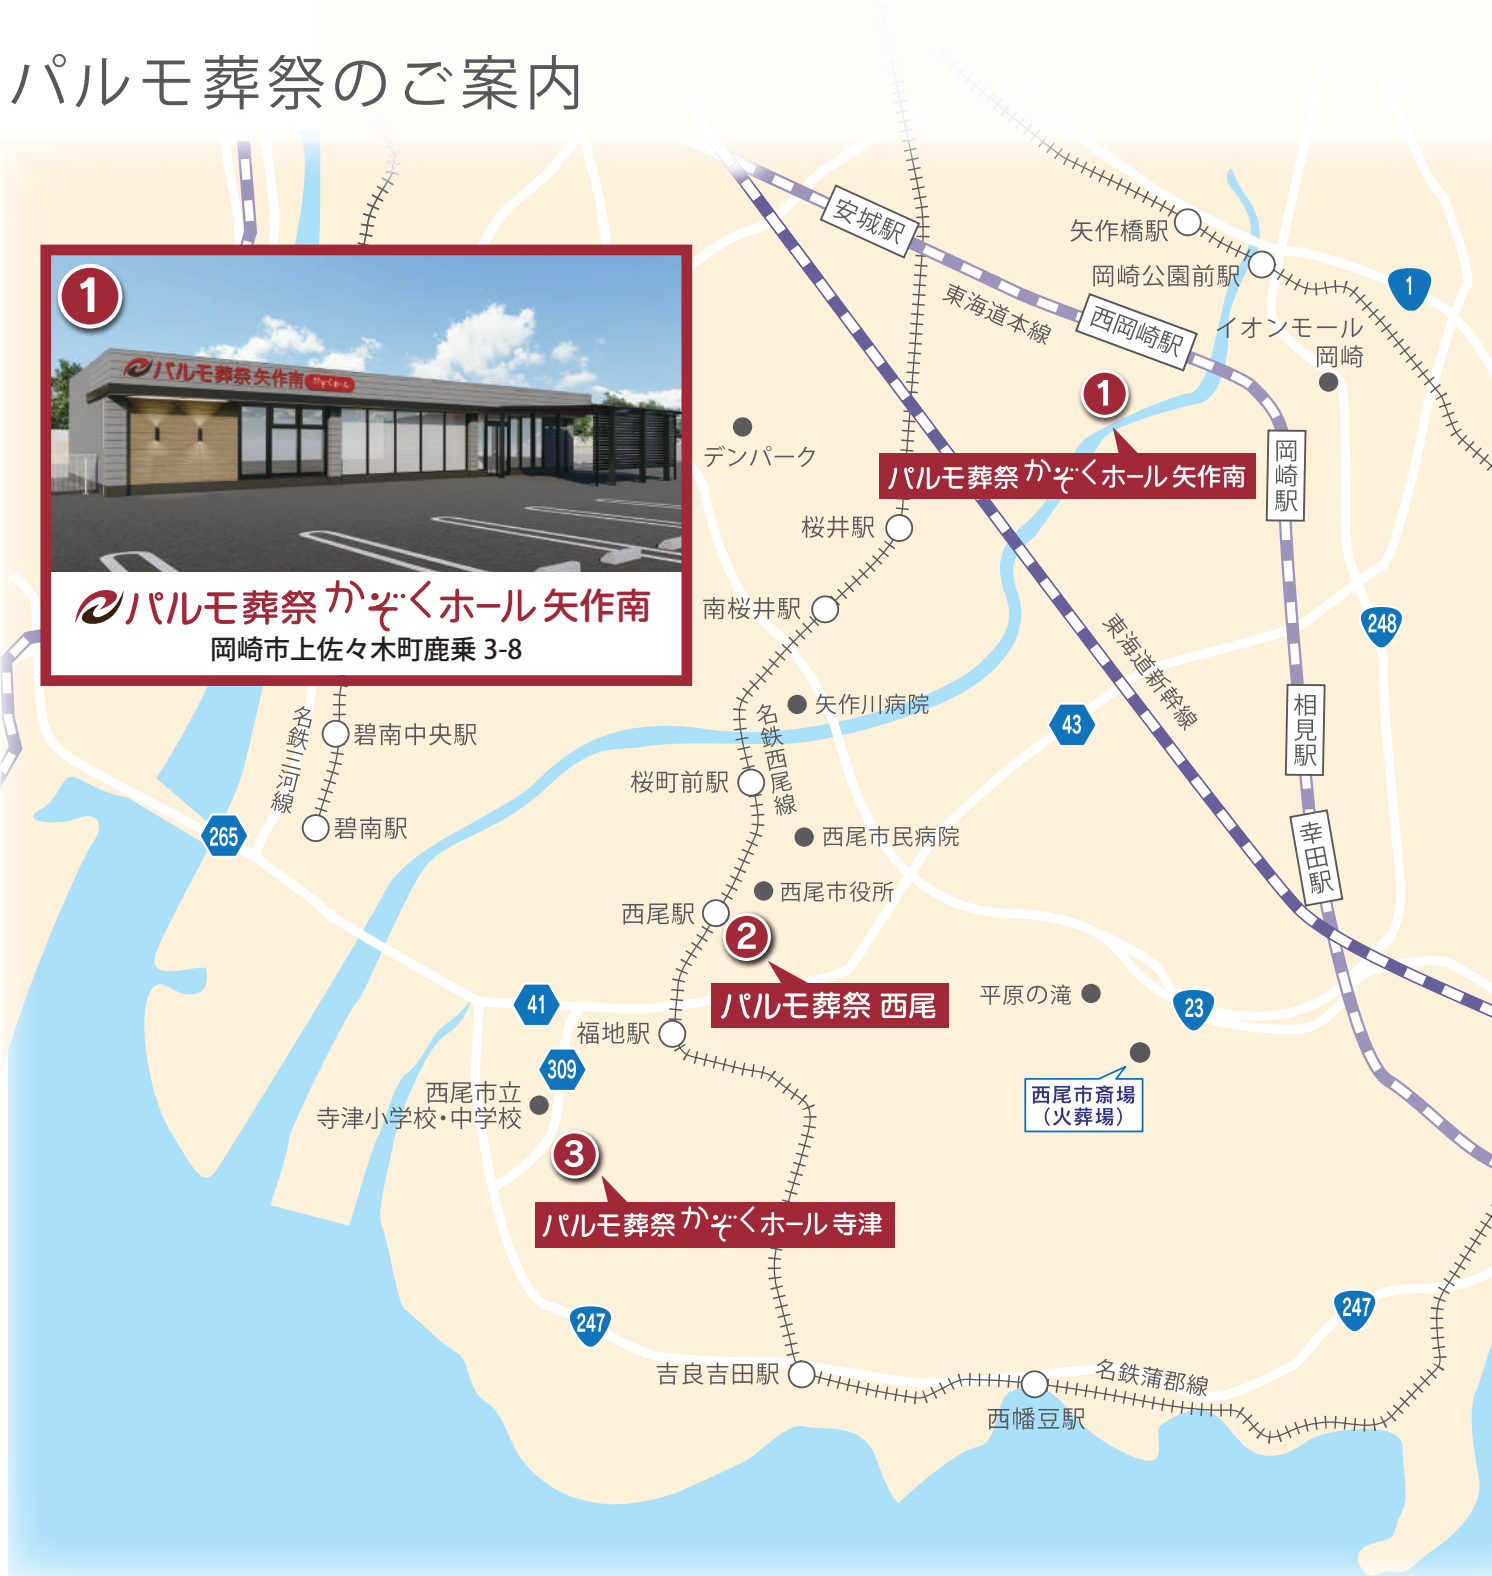 パルモ葬祭のご案内
安城駅
矢作橋駅
岡崎公園前駅
1
東海道本線
西岡崎駅
イオンモール
岡崎
1
パルモ葬祭 矢作南 かぞくホール
1
デンパーク
パルモ葬祭 かぞくホール 矢作南
岡崎駅
桜井駅
パルモ葬祭 かぞくホール 矢作南
岡崎市上佐々木町鹿乗 3-8
南桜井駅
248
東海道新幹線
矢作川病院
43
相見駅
名鉄三河線
碧南中央駅
名鉄西尾線
桜町前駅
265
碧南駅
西尾市民病院
幸田駅
西尾市役所
西尾駅
2
パルモ葬祭 西尾
平原の滝
23
41
福地駅
309
西尾市斎場
（火葬場）
西尾市立
寺津小学校・中学校
3
パルモ葬祭 かぞくホール 寺津
247
247
吉良吉田駅
名鉄蒲郡線
西幡豆駅